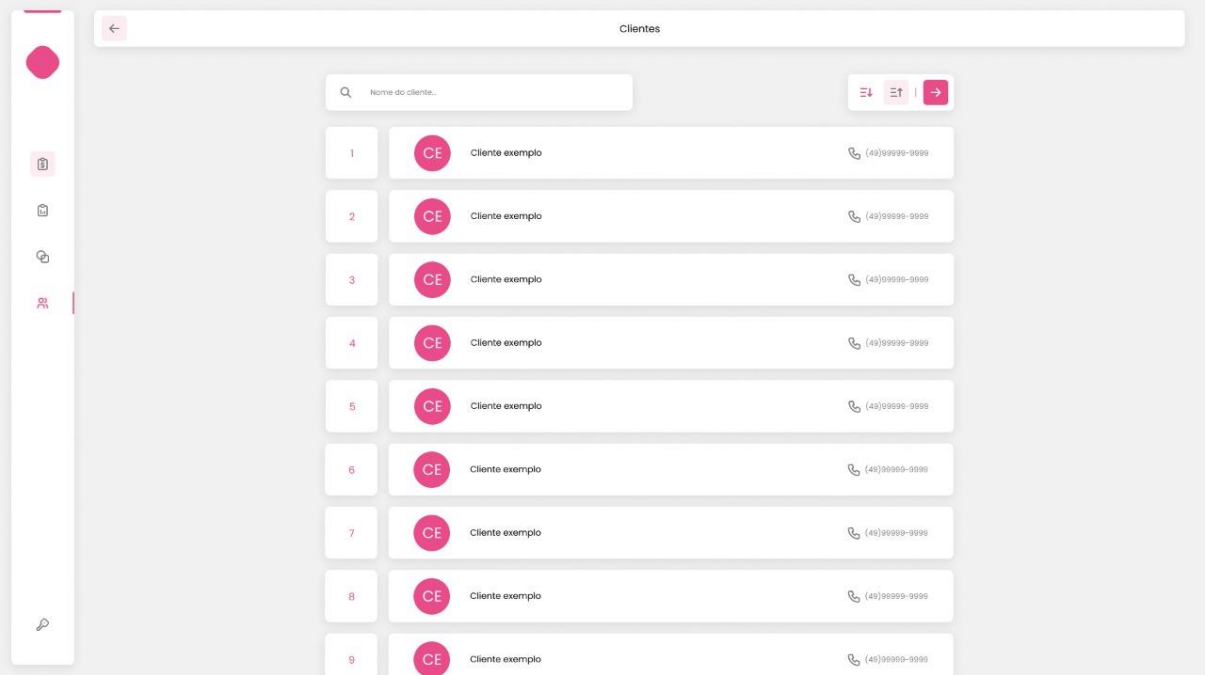 Clientes
Nome do cliente..
1 CE Cliente exemplo (49)99999-9999
2 CE Cliente exemplo (49)99999-9999
3 CE Cliente exemplo (49)99999-9999
4 CE Cliente exemplo (49)99999-9999
5 CE Cliente exemplo (49)99999-9999
6 CE Cliente exemplo (49)99999-9999
7 CE Cliente exemplo (49)99999-9999
8 CE Cliente exemplo (49)99999-9999
9 CE Cliente exemplo (49)99999-9999